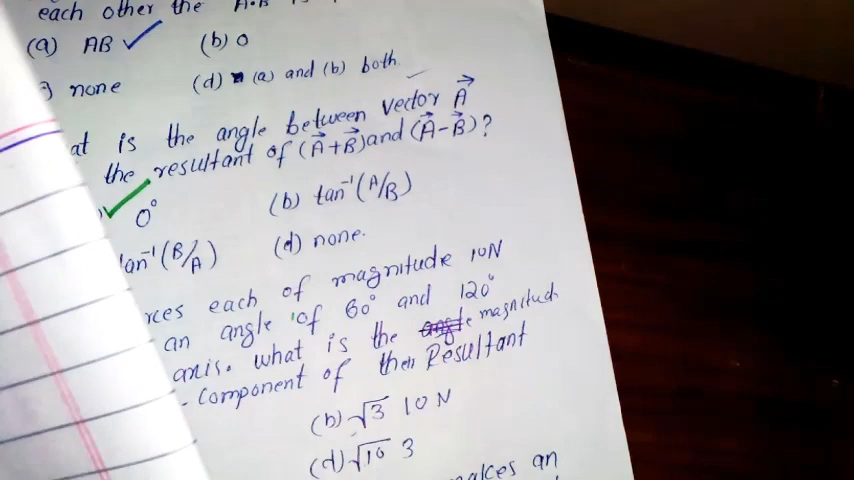 each other the A.B
(a) AB ✓ (b) 0
) none (d) (a) and (b) both.
at is the angle between vector A⃗
the resultant of (A⃗+B⃗) and (A⃗-B⃗)?
✓ 0° (b) tan⁻¹(A/B)
tan⁻¹(B/A) (d) none.
rces each of magnitude 10N
an angle of 60° and 120°
axis. what is the magnitud
- Component of their Resultant
(b) √3 10 N
(d) √10 3
makes an